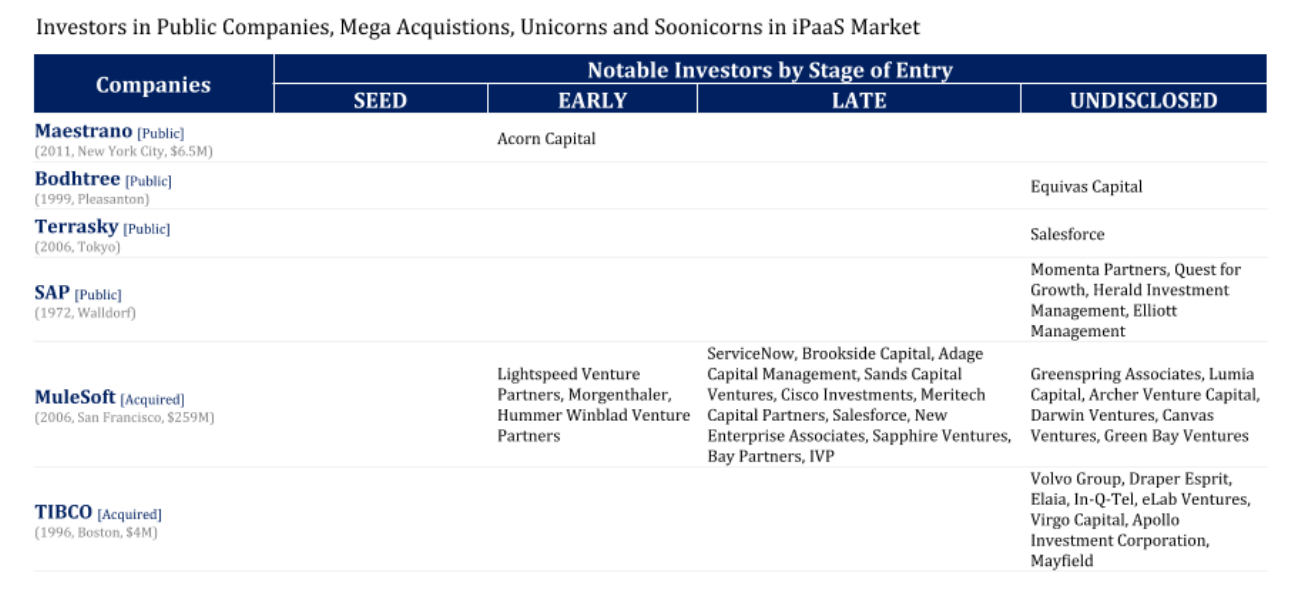 Investors in Public Companies, Mega Acquistions, Unicorns and Soonicorns in iPaaS Market
Companies
Notable Investors by Stage of Entry
SEED
EARLY
LATE
UNDISCLOSED
Maestrano [Public]
(2011, New York City, $6.5M)
Acorn Capital
Bodhtree [Public]
(1999, Pleasanton)
Equivas Capital
Terrasky [Public]
(2006, Tokyo)
Salesforce
SAP [Public]
(1972, Walldorf)
Momenta Partners, Quest for
Growth, Herald Investment
Management, Elliott
Management
MuleSoft [Acquired]
(2006, San Francisco, $259M)
Lightspeed Venture
Partners, Morgenthaler,
Hummer Winblad Venture
Partners
ServiceNow, Brookside Capital, Adage
Capital Management, Sands Capital
Ventures, Cisco Investments, Meritech
Capital Partners, Salesforce, New
Enterprise Associates, Sapphire Ventures,
Bay Partners, IVP
Greenspring Associates, Lumia
Capital, Archer Venture Capital,
Darwin Ventures, Canvas
Ventures, Green Bay Ventures
TIBCO [Acquired]
(1996, Boston, $4M)
Volvo Group, Draper Esprit,
Elaia, In-Q-Tel, eLab Ventures,
Virgo Capital, Apollo
Investment Corporation,
Mayfield